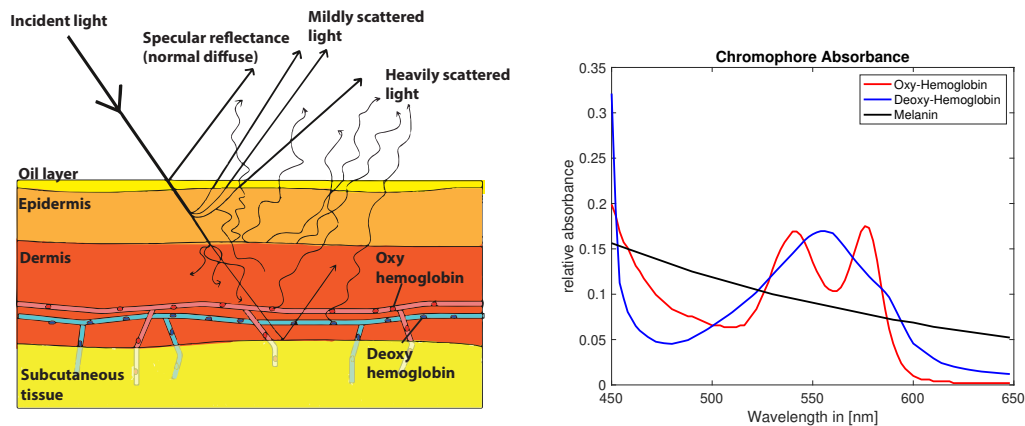 Incident light
Specular reflectance
(normal diffuse)
Mildly scattered
light
Heavily scattered
light
Oil layer
Epidermis
Dermis
Oxy
hemoglobin
Deoxy
hemoglobin
Subcutaneous
tissue
Chromophore Absorbance
Oxy-Hemoglobin
Deoxy-Hemoglobin
Melanin
relative absorbance
0.35
0.3
0.25
0.2
0.15
0.1
0.05
0
450 500 550 600 650
Wavelength in [nm]